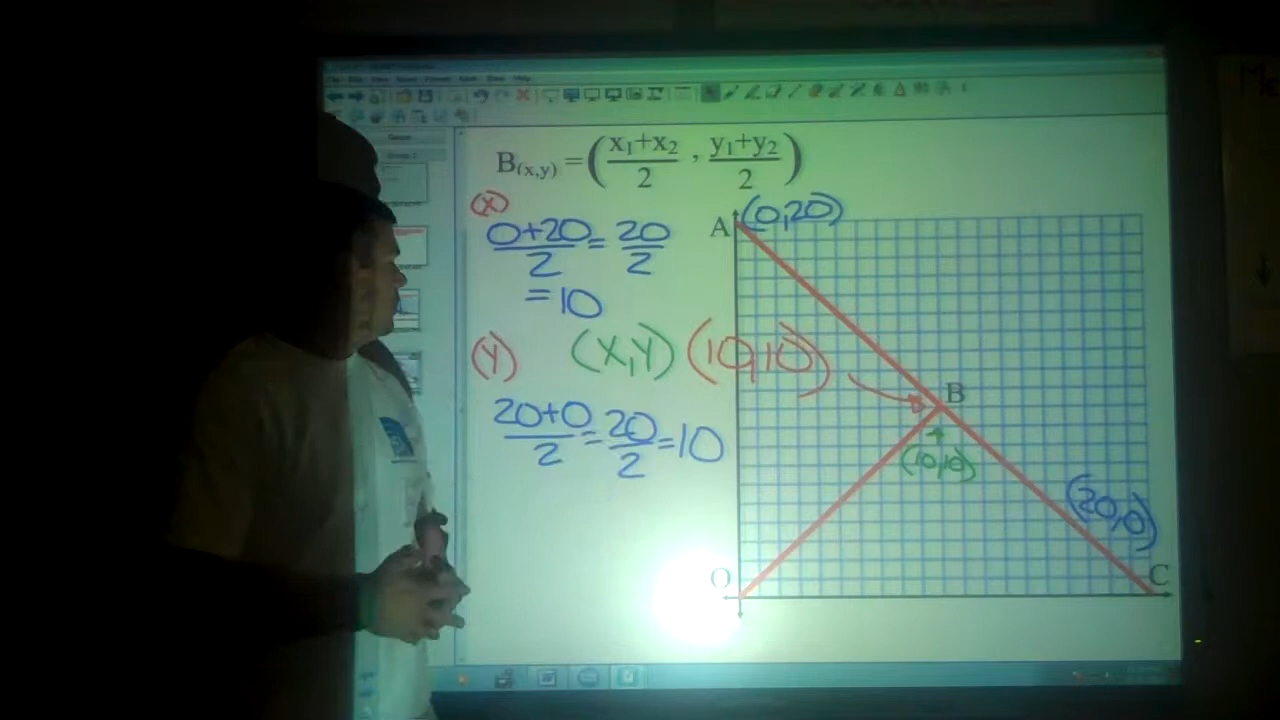 B(x,y) = ( x₁+x₂ / 2 , y₁+y₂ / 2 )
(x)
0+20 / 2 = 20 / 2
= 10
(y)
20+0 / 2 = 20 / 2 = 10
(X,Y) (10,10)
A (0,20)
B
(10,10)
(20,0)
O
C